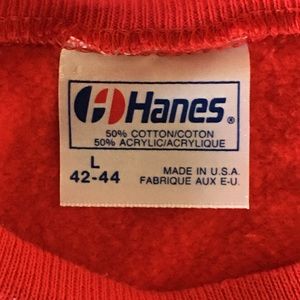 Hanes®
50% COTTON/COTON
50% ACRYLIC/ACRYLIQUE
L
42-44
MADE IN U.S.A.
FABRIQUE AUX E-U.